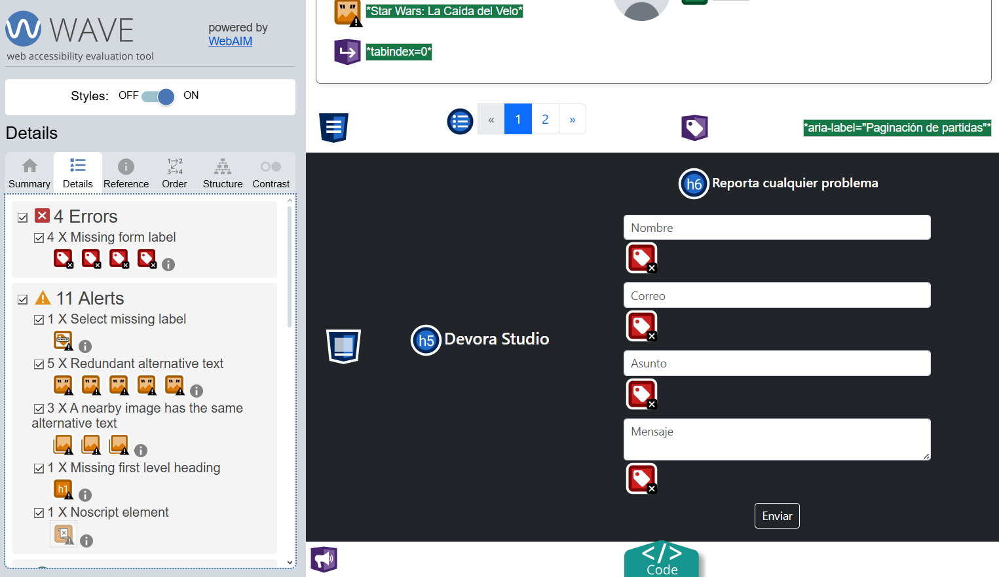 WAVE
powered by
WebAIM
web accessibility evaluation tool
Styles: OFF ON
Details
Summary Details Reference Order Structure Contrast
1→2
3→4
4 Errors
4 X Missing form label
11 Alerts
1 X Select missing label
5 X Redundant alternative text
3 X A nearby image has the same
alternative text
1 X Missing first level heading
h1
1 X Noscript element
*Star Wars: La Caída del Velo*
*tabindex=0*
« 1 2 »
*aria-label="Paginación de partidas"*
h5 Devora Studio
h6 Reporta cualquier problema
Nombre
Correo
Asunto
Mensaje
Enviar
</>
Code